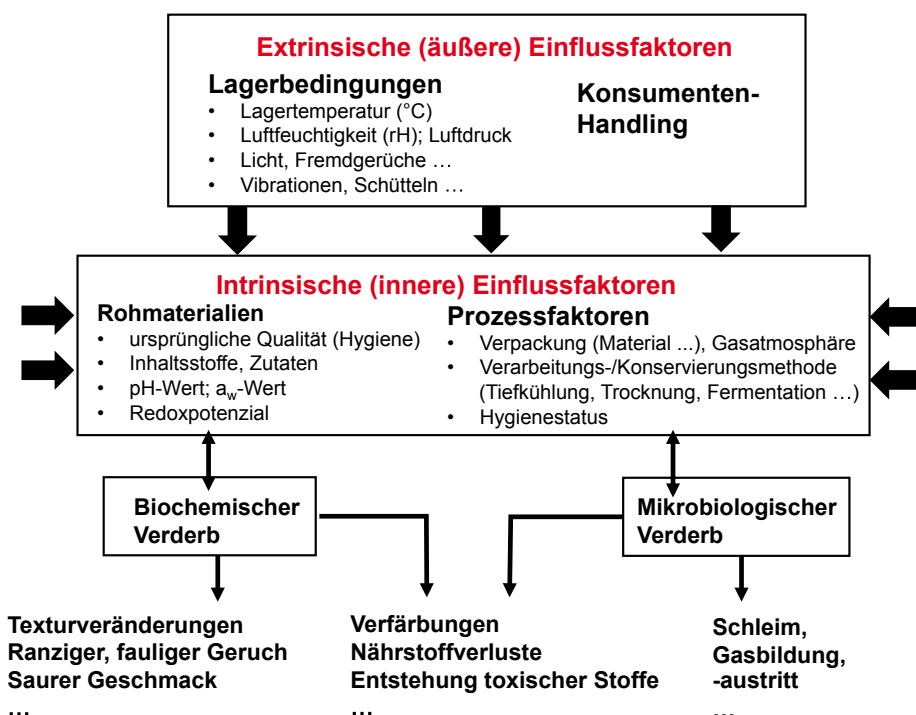 Extrinsische (äußere) Einflussfaktoren
Lagerbedingungen
• Lagertemperatur (°C)
• Luftfeuchtigkeit (rH); Luftdruck
• Licht, Fremdgerüche …
• Vibrationen, Schütteln …
Konsumenten-
Handling
Intrinsische (innere) Einflussfaktoren
Rohmaterialien
• ursprüngliche Qualität (Hygiene)
• Inhaltsstoffe, Zutaten
• pH-Wert; aw-Wert
• Redoxpotenzial
Prozessfaktoren
• Verpackung (Material ...), Gasatmosphäre
• Verarbeitungs-/Konservierungsmethode
(Tiefkühlung, Trocknung, Fermentation …)
• Hygienestatus
Biochemischer
Verderb
Mikrobiologischer
Verderb
Texturveränderungen
Ranziger, fauliger Geruch
Saurer Geschmack
...
Verfärbungen
Nährstoffverluste
Entstehung toxischer Stoffe
...
Schleim,
Gasbildung,
-austritt
...